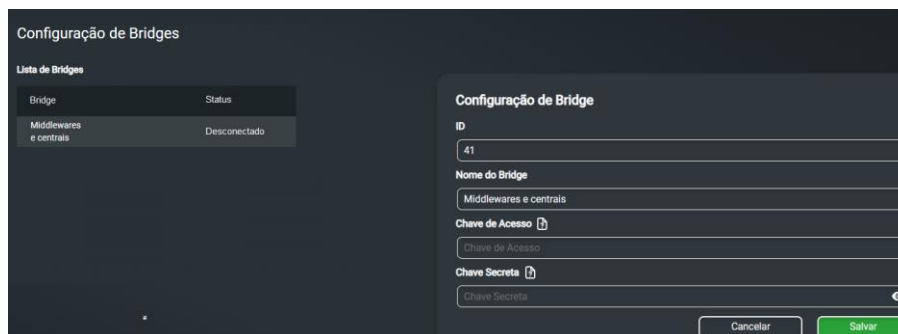 Configuração de Bridges
Lista de Bridges
Bridge Status
Middlewares
e centrais
Desconectado
Configuração de Bridge
ID
41
Nome do Bridge
Middlewares e centrais
Chave de Acesso
Chave de Acesso
Chave Secreta
Chave Secreta
Cancelar Salvar